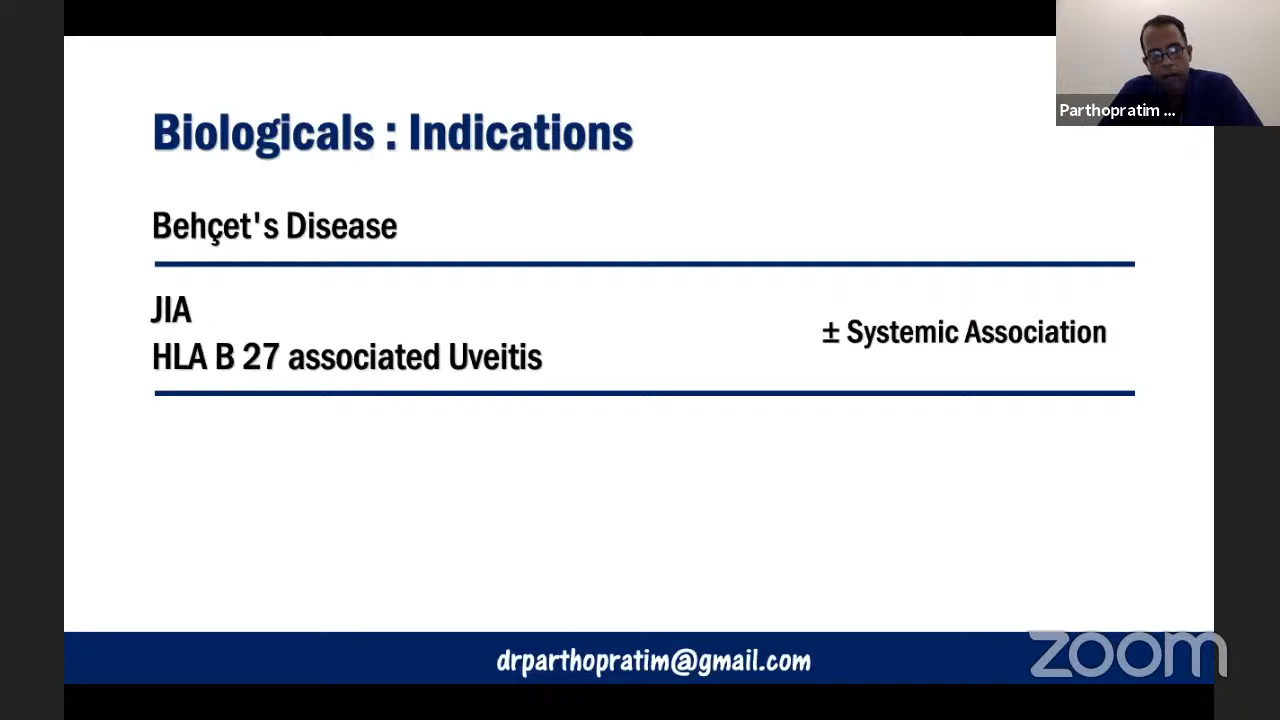 Parthopratim ...
Biologicals : Indications
Behçet's Disease
JIA
HLA B 27 associated Uveitis
± Systemic Association
drparthopratim@gmail.com
zoom